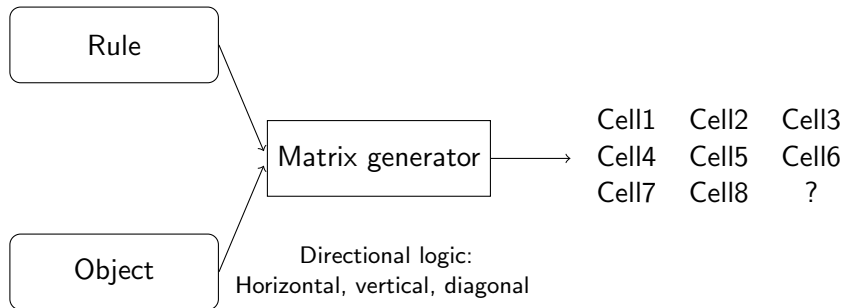 Rule
Matrix generator
Cell1 Cell2 Cell3
Cell4 Cell5 Cell6
Cell7 Cell8 ?
Object
Directional logic:
Horizontal, vertical, diagonal